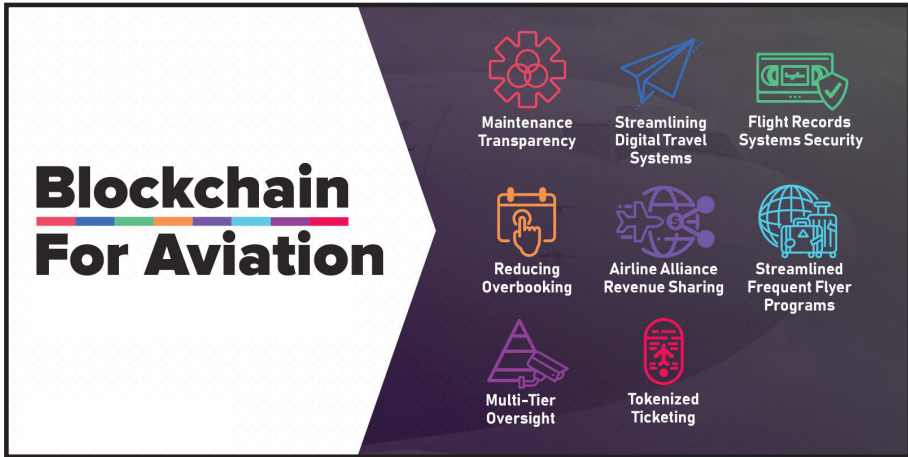 Blockchain
For Aviation
Maintenance
Transparency
Streamlining
Digital Travel
Systems
Flight Records
Systems Security
Reducing
Overbooking
Airline Alliance
Revenue Sharing
$
Streamlined
Frequent Flyer
Programs
Multi-Tier
Oversight
Tokenized
Ticketing